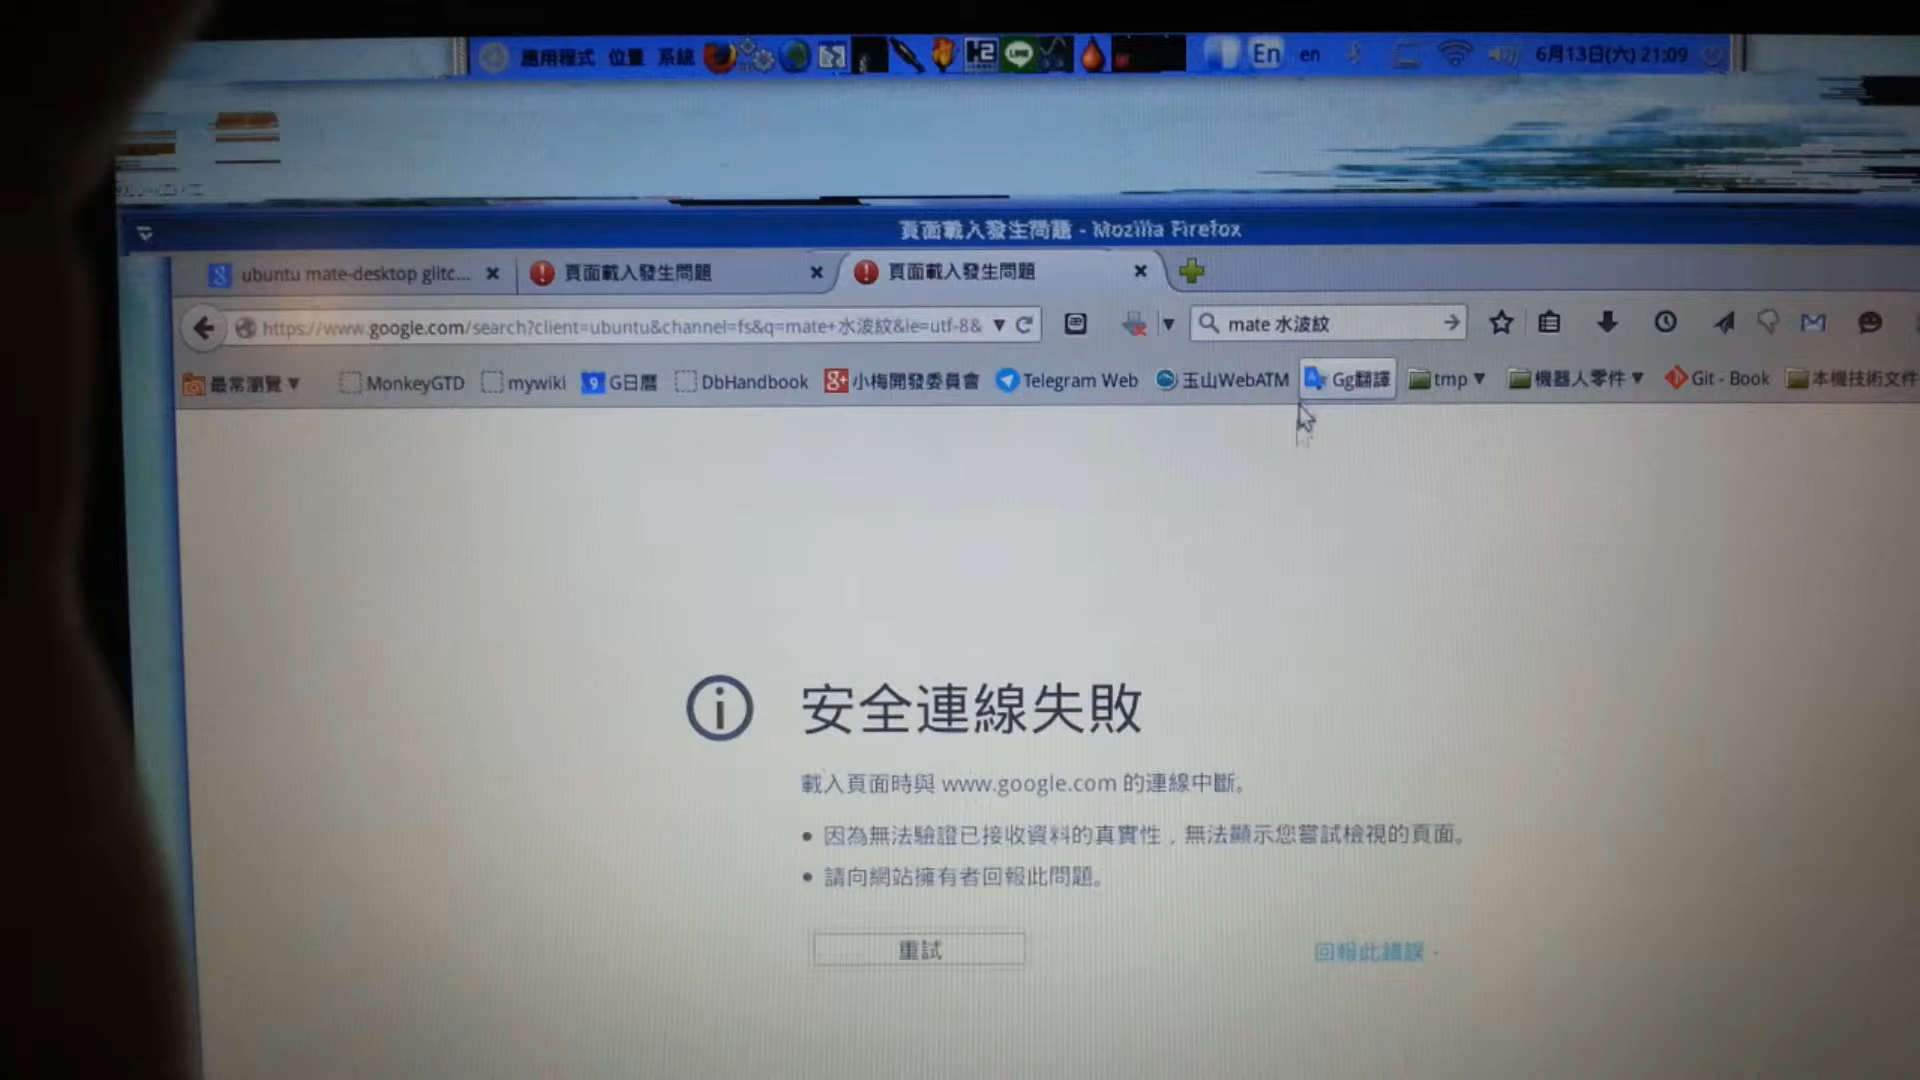 應用程式 位置 系統 H2 LINE En en 6月13日(六) 21:09
頁面載入發生問題 - Mozilla Firefox
ubuntu mate-desktop glitc... 頁面載入發生問題 頁面載入發生問題
https://www.google.com/search?client=ubuntu&channel=fs&q=mate+水波紋&ie=utf-8& mate 水波紋
最常瀏覽 MonkeyGTD mywiki 9 G日曆 DbHandbook g+ 小梅開發委員會 Telegram Web 玉山WebATM Gg翻譯 tmp 機器人零件 Git - Book 本機技術文件
安全連線失敗
載入頁面時與 www.google.com 的連線中斷。
• 因為無法驗證已接收資料的真實性，無法顯示您嘗試檢視的頁面。
• 請向網站擁有者回報此問題。
重試 回報此錯誤